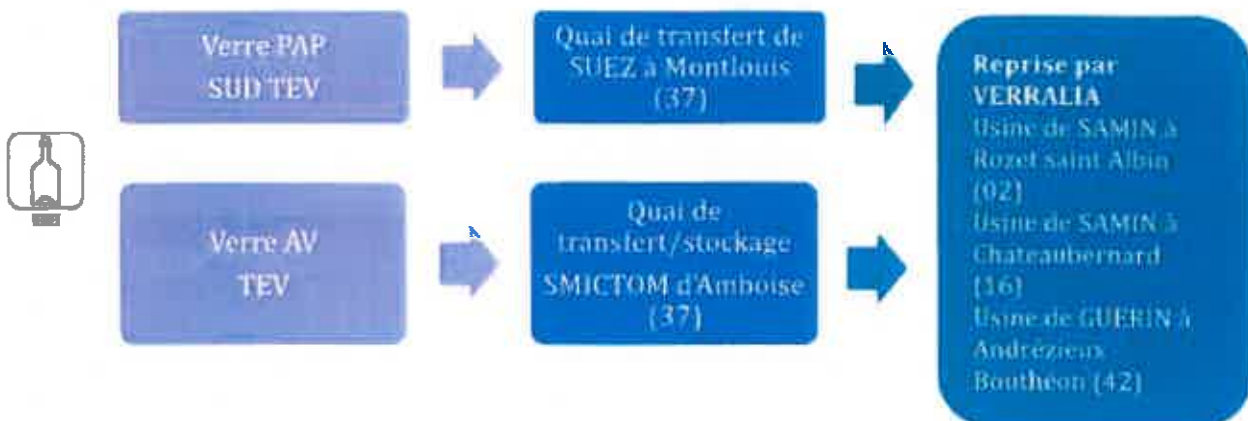 Verre PAP
SUD TEV
Quai de transfert de
SUEZ à Montlouis
(37)
Verre AV
TEV
Quai de
transfert/stockage
SMICTOM d'Amboise
(37)
Reprise par
VERRALIA
Usine de SAMIN à
Rozet saint Albin
(02)
Usine de SAMIN à
Chateaubernard
(16)
Usine de GUERIN à
Andrézieux
Bouthéon (42)